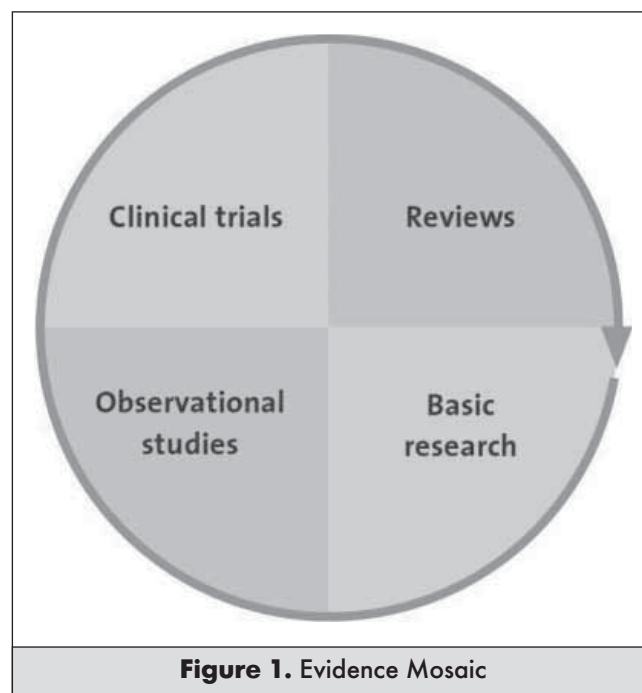 Clinical trials
Reviews
Observational
studies
Basic
research
Figure 1. Evidence Mosaic